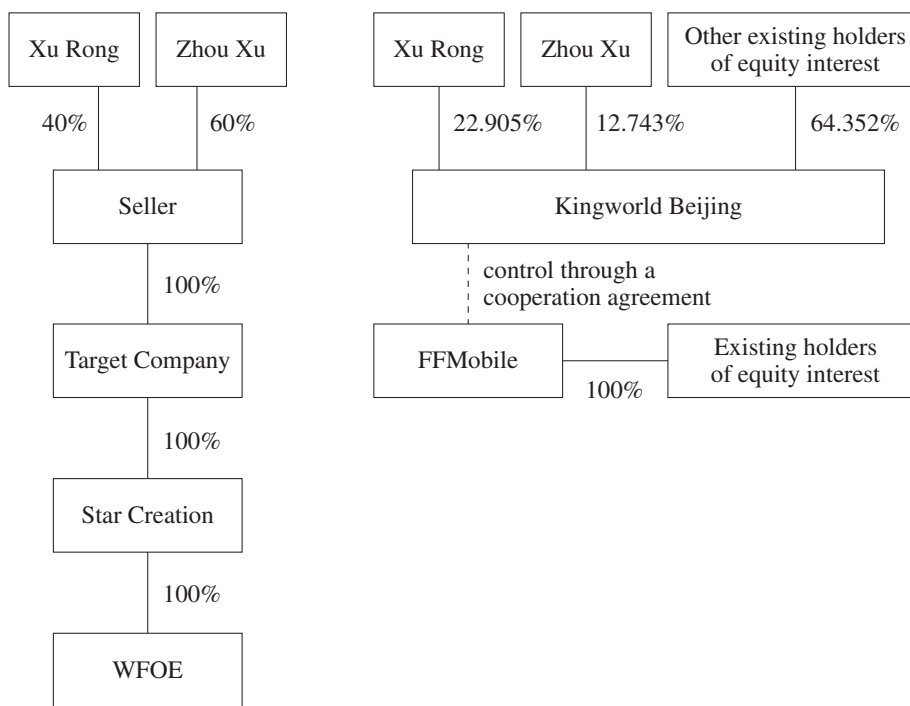 Xu Rong
Zhou Xu
Xu Rong
Zhou Xu
Other existing holders
of equity interest
40%
60%
22.905%
12.743%
64.352%
Seller
Kingworld Beijing
100%
control through a
cooperation agreement
Target Company
FFMobile
Existing holders
of equity interest
100%
100%
Star Creation
100%
WFOE